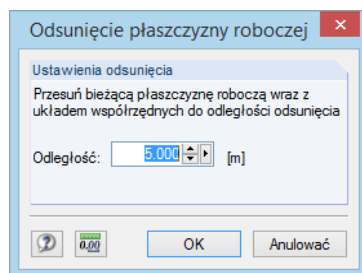 Odsunięcie płaszczyzny roboczej
Ustawienia odsunięcia
Przesuń bieżącą płaszczyznę roboczą wraz z
układem współrzędnych do odległości odsunięcia
Odległość: 5.000 [m]
0.00 OK Anulować